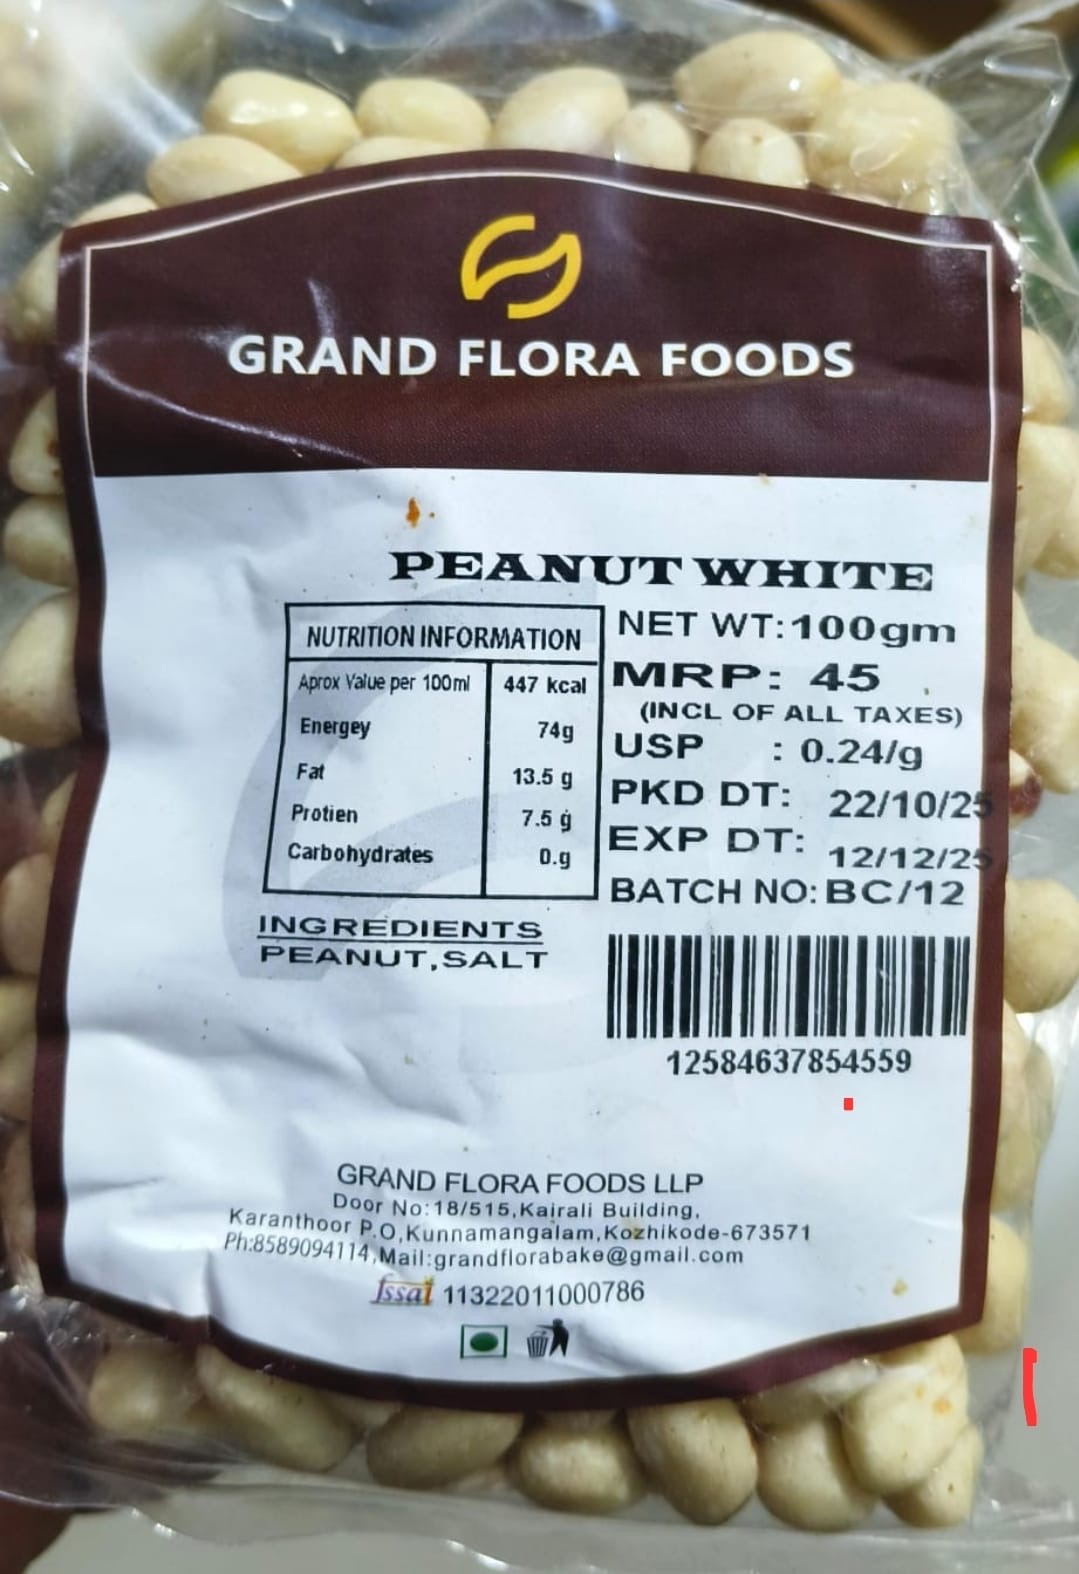 GRAND FLORA FOODS
PEANUT WHITE
NUTRITION INFORMATION
Aprox Value per 100ml 447 kcal
Energey 74g
Fat 13.5 g
Protien 7.5 g
Carbohydrates 0.g
INGREDIENTS
PEANUT,SALT
NET WT:100gm
MRP: 45
(INCL OF ALL TAXES)
USP : 0.24/g
PKD DT: 22/10/25
EXP DT: 12/12/25
BATCH NO: BC/12
12584637854559
GRAND FLORA FOODS LLP
Door No:18/515,Kairali Building,
Karanthoor P.O,Kunnamangalam,Kozhikode-673571
Ph:8589094114,Mail:grandflorabake@gmail.com
fssai 11322011000786